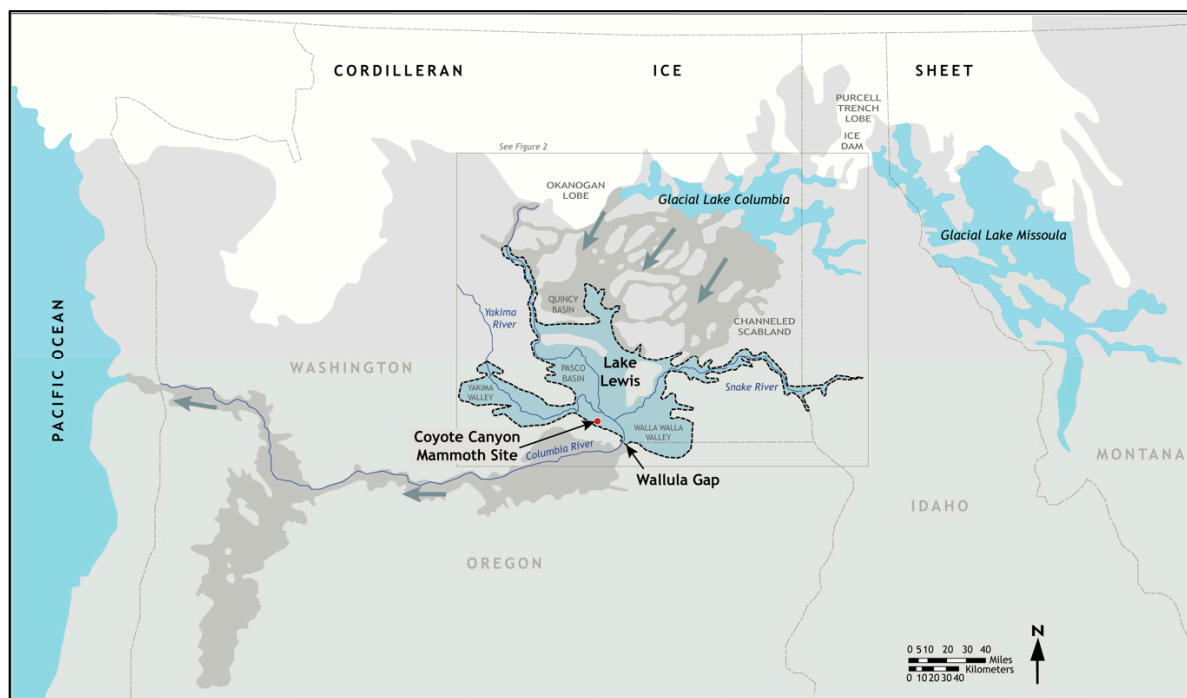 CORDILLERAN ICE SHEET
PURCELL
TRENCH
LOBE
ICE
DAM
See Figure 2
OKANOGAN
LOBE
Glacial Lake Columbia
Glacial Lake Missoula
PACIFIC OCEAN
QUINCY
BASIN
Yakima
River
CHANNELED
SCABLAND
WASHINGTON
Lake
Lewis
PASCO
BASIN
Snake River
YAKIMA
VALLEY
WALLA WALLA
VALLEY
Coyote Canyon
Mammoth Site
Columbia River
Wallula Gap
MONTANA
IDAHO
OREGON
N
0 5 10 20 30 40
Miles
Kilometers
0 10 20 30 40